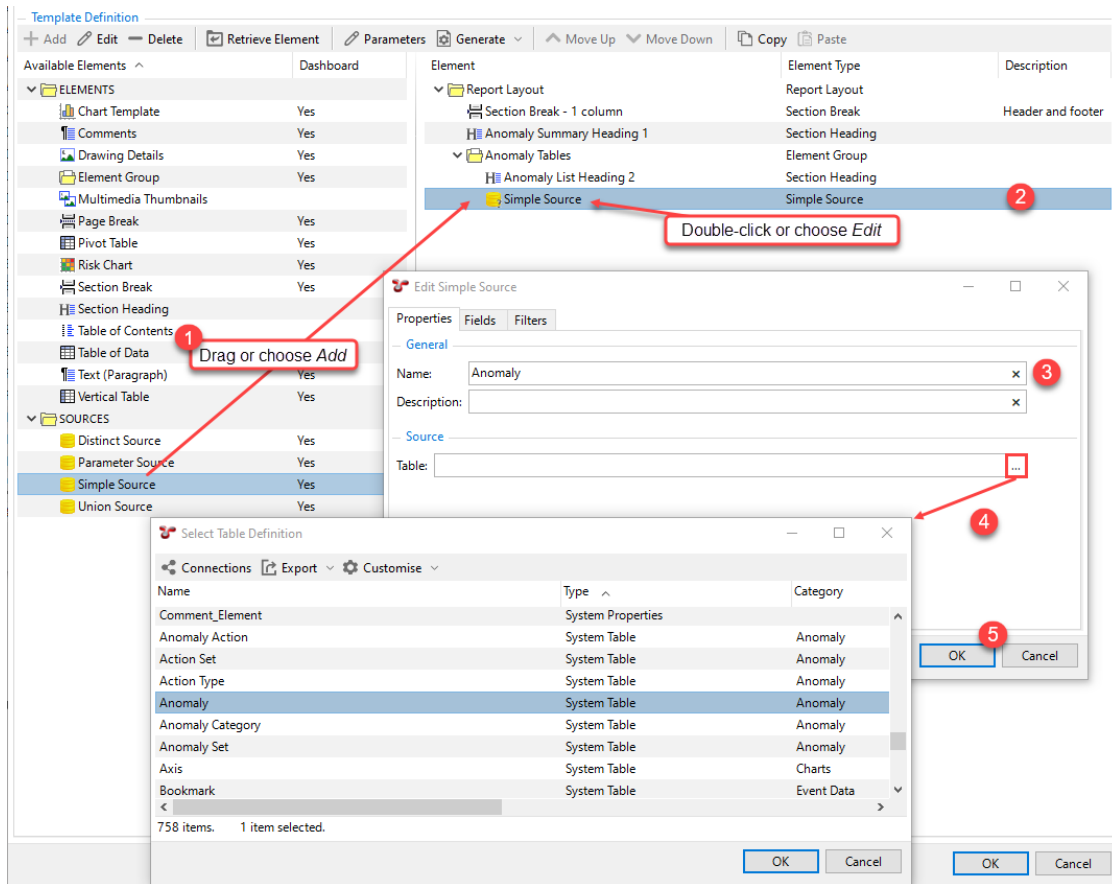 Template Definition
Add Edit Delete Retrieve Element Parameters Generate Move Up Move Down Copy Paste
Available Elements Dashboard
ELEMENTS
Chart Template Yes
Comments Yes
Drawing Details Yes
Element Group Yes
Multimedia Thumbnails
Page Break Yes
Pivot Table Yes
Risk Chart Yes
Section Break Yes
Section Heading
Table of Contents
Table of Data
Text (Paragraph) Yes
Vertical Table Yes
SOURCES
Distinct Source Yes
Parameter Source Yes
Simple Source Yes
Union Source Yes
Element Element Type Description
Report Layout Report Layout
Section Break - 1 column Section Break Header and footer
Anomaly Summary Heading 1 Section Heading
Anomaly Tables Element Group
Anomaly List Heading 2 Section Heading
Simple Source Simple Source 2
Double-click or choose Edit
1
Drag or choose Add
Edit Simple Source
Properties Fields Filters
General
Name: Anomaly 3
Description:
Source
Table: ...
4
5
OK Cancel
Select Table Definition
Connections Export Customise
Name Type Category
Comment_Element System Properties
Anomaly Action System Table Anomaly
Action Set System Table Anomaly
Action Type System Table Anomaly
Anomaly System Table Anomaly
Anomaly Category System Table Anomaly
Anomaly Set System Table Anomaly
Axis System Table Charts
Bookmark System Table Event Data
758 items. 1 item selected.
OK Cancel
OK Cancel